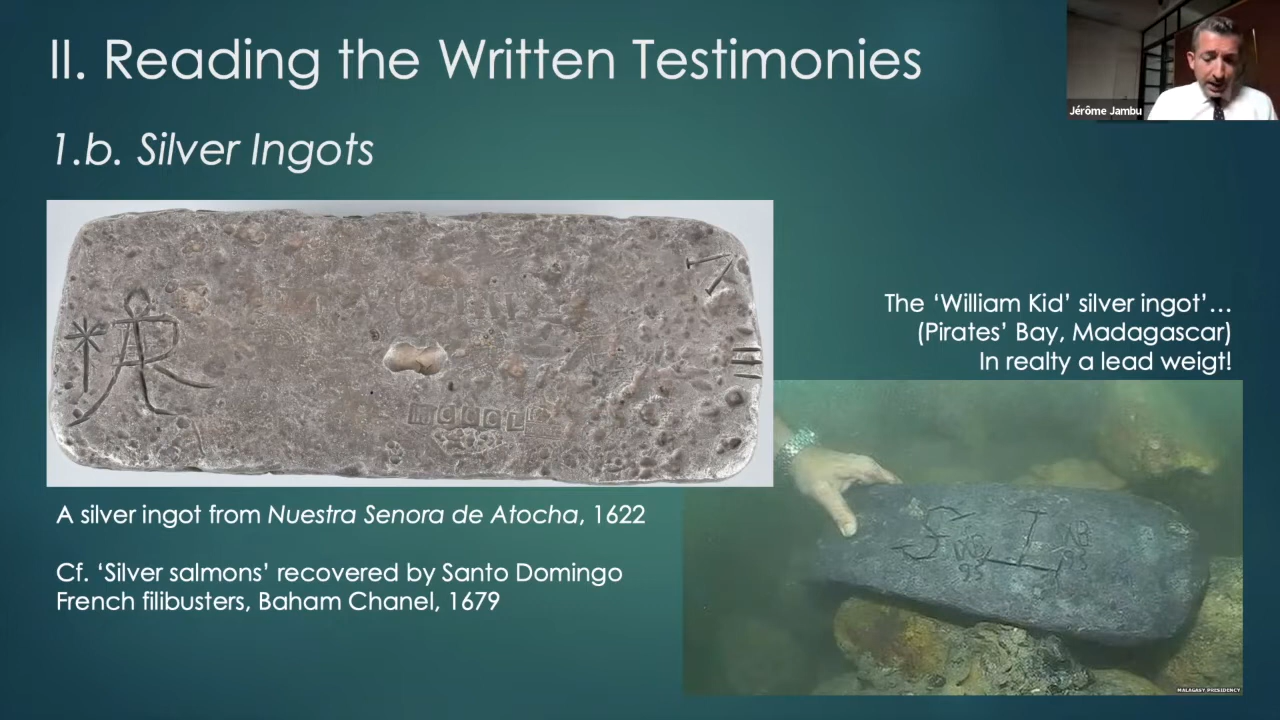 II. Reading the Written Testimonies
Jérôme Jambu
1.b. Silver Ingots
The ‘William Kid’ silver ingot’...
(Pirates’ Bay, Madagascar)
In realty a lead weigt!
A silver ingot from Nuestra Senora de Atocha, 1622
Cf. ‘Silver salmons’ recovered by Santo Domingo
French filibusters, Baham Chanel, 1679
MALAGASY PRESIDENCY